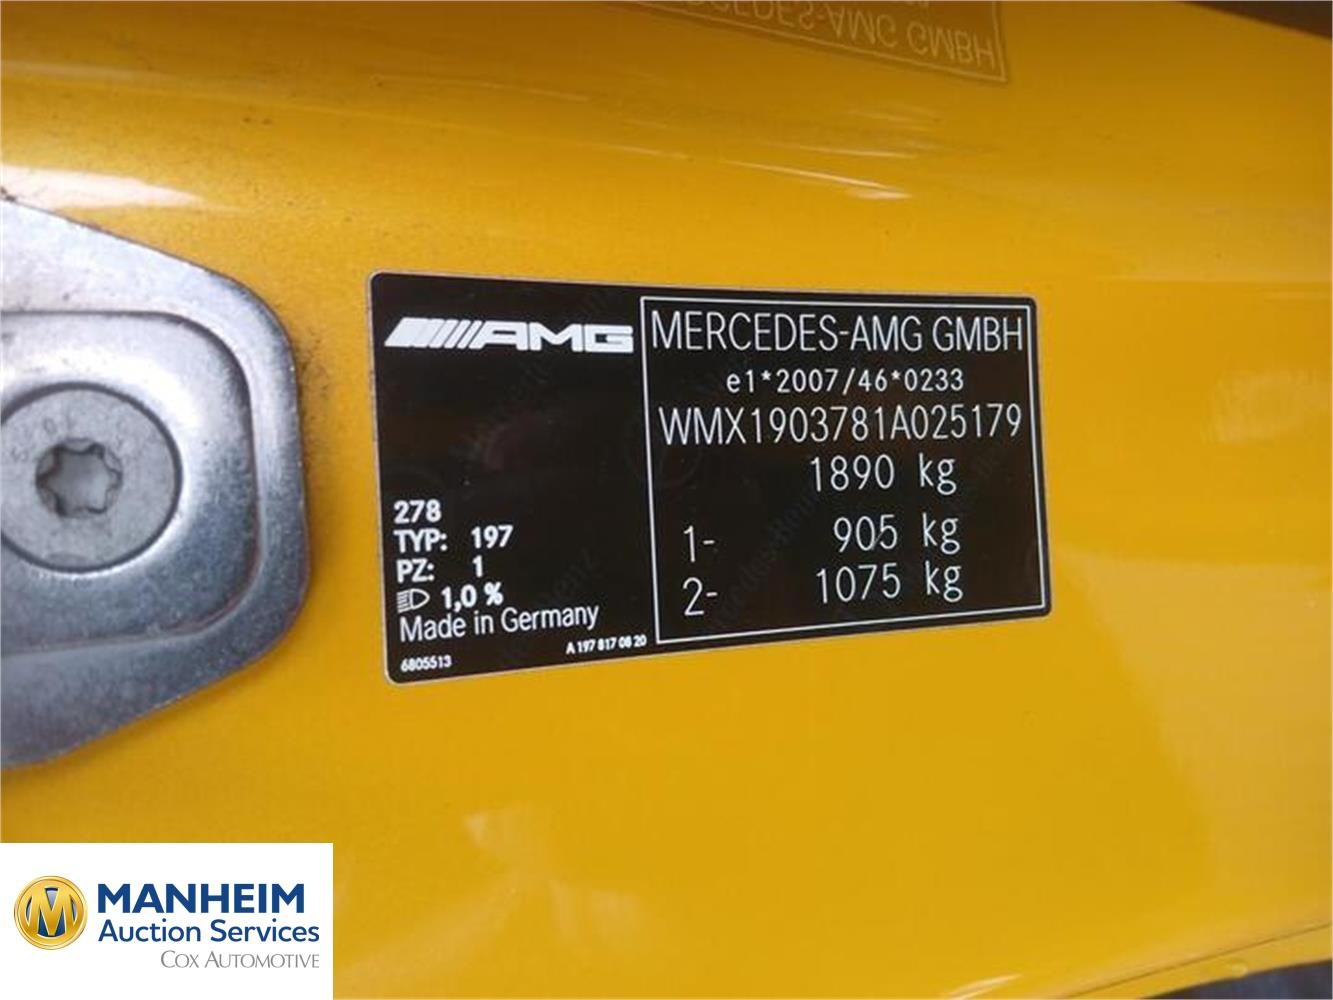 MERCEDES-AMG GMBH
AMG
MERCEDES-AMG GMBH
e1*2007/46*0233
WMX1903781A025179
1890 kg
1- 905 kg
2- 1075 kg
278
TYP: 197
PZ: 1
1,0 %
Made in Germany
6805513
A 197 817 08 20
MANHEIM
Auction Services
COX AUTOMOTIVE